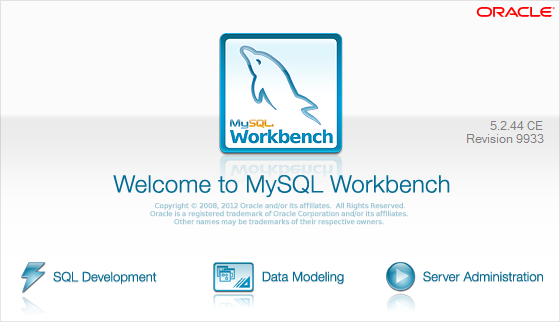 ORACLE
MySQL
Workbench
5.2.44 CE
Revision 9933
Welcome to MySQL Workbench
Copyright © 2008, 2012 Oracle and/or its affiliates. All Rights Reserved.
Oracle is a registered trademark of Oracle Corporation and/or its affiliates.
Other names may be trademarks of their respective owners.
SQL Development
Data Modeling
Server Administration